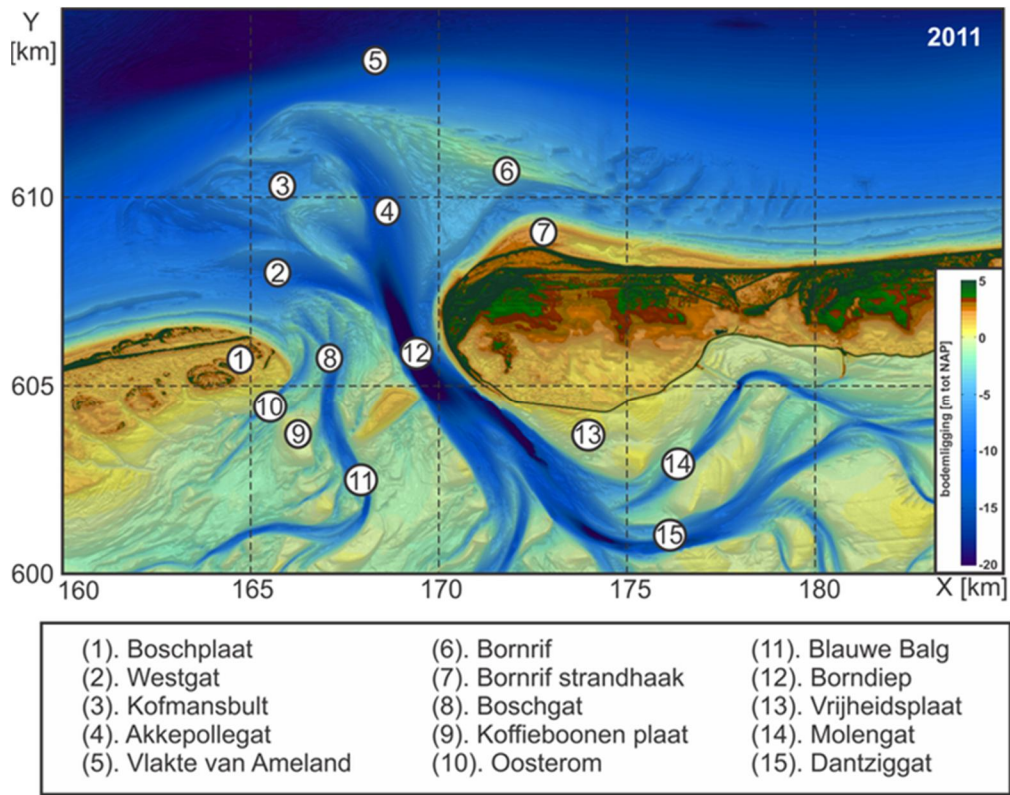 Y
[km]
2011
5
6
3
610
4
7
2
5
0
-5
-10
-15
-20
bodemligging [m tot NAP]
1
8
12
605
10
9
13
14
11
15
600
160
165
170
175
180
X [km]
(1). Boschplaat
(2). Westgat
(3). Kofmansbult
(4). Akkepollegat
(5). Vlakte van Ameland
(6). Bornrif
(7). Bornrif strandhaak
(8). Boschgat
(9). Koffieboonen plaat
(10). Oosterom
(11). Blauwe Balg
(12). Borndiep
(13). Vrijheidsplaat
(14). Molengat
(15). Dantziggat